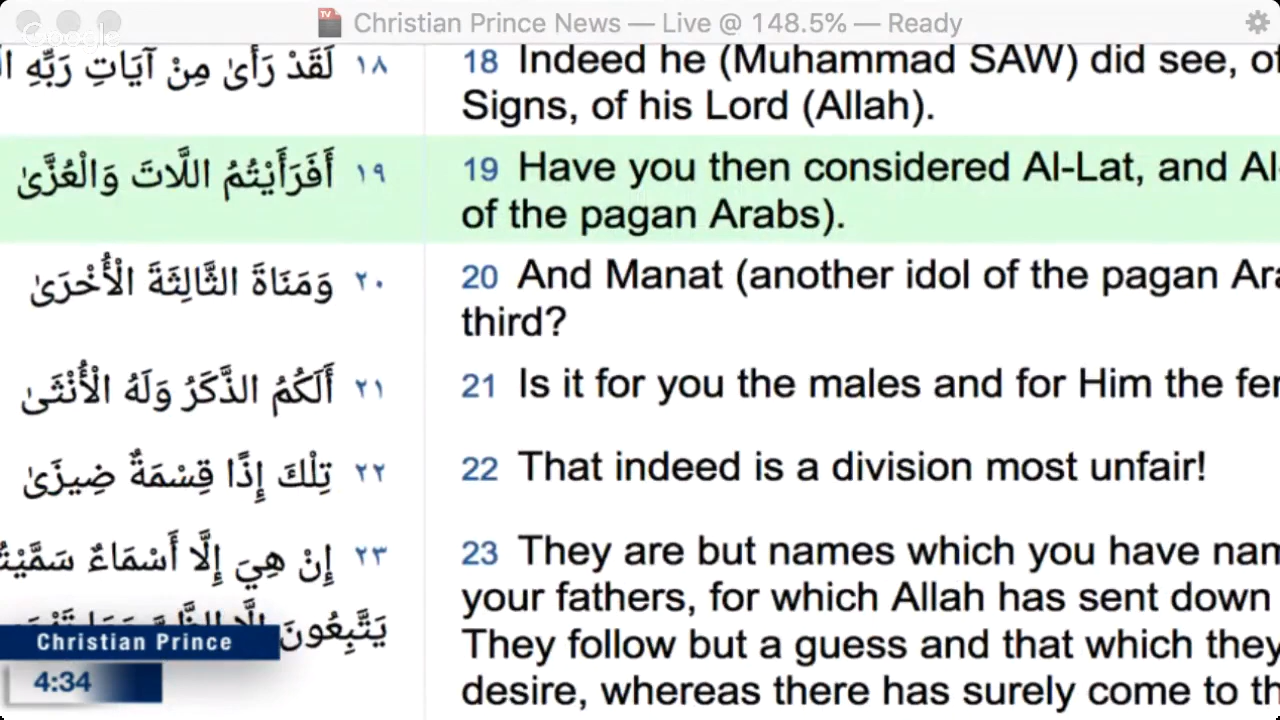 Christian Prince News — Live @ 148.5% — Ready
Google
١٨ لَقَدْ رَأَىٰ مِنْ آيَاتِ رَبِّهِ
18 Indeed he (Muhammad SAW) did see, of
Signs, of his Lord (Allah).
١٩ أَفَرَأَيْتُمُ اللَّاتَ وَالْعُزَّىٰ
19 Have you then considered Al-Lat, and Al-
of the pagan Arabs).
٢٠ وَمَنَاةَ الثَّالِثَةَ الْأُخْرَىٰ
20 And Manat (another idol of the pagan Ara
third?
٢١ أَلَكُمُ الذَّكَرُ وَلَهُ الْأُنْثَىٰ
21 Is it for you the males and for Him the fe
٢٢ تِلْكَ إِذًا قِسْمَةٌ ضِيزَىٰ
22 That indeed is a division most unfair!
٢٣ إِنْ هِيَ إِلَّا أَسْمَاءٌ
يَتَّبِعُونَ
23 They are but names which you have nam
your fathers, for which Allah has sent down
They follow but a guess and that which they
desire, whereas there has surely come to th
Christian Prince
4:34